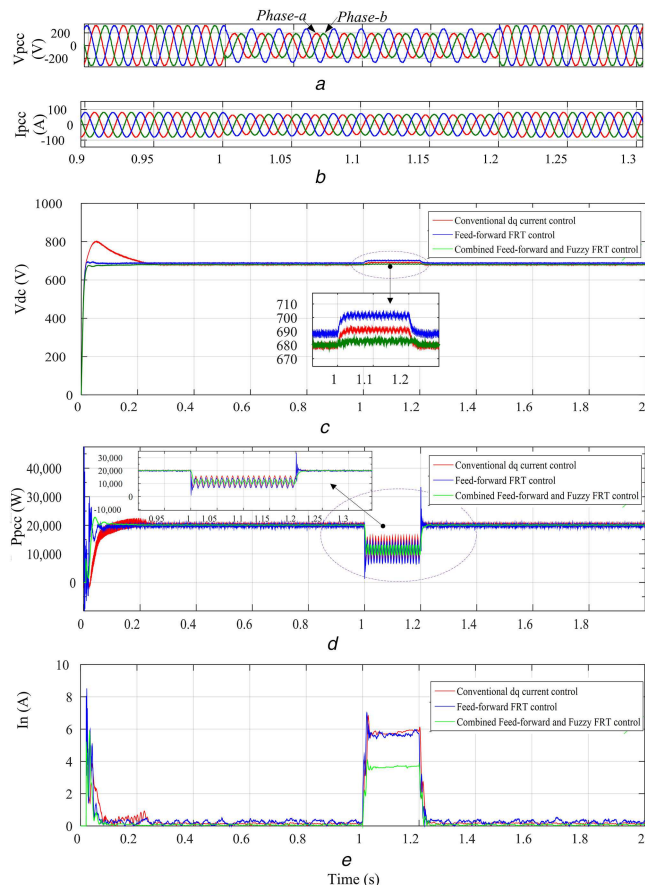 Phase-a Phase-b
Vpcc (V)
200
0
-200
a
Ipcc (A)
100
0
-100
0.9 0.95 1 1.05 1.1 1.15 1.2 1.25 1.3
b
Vdc (V)
1000
800
600
400
200
0
Conventional dq current control
Feed-forward FRT control
Combined Feed-forward and Fuzzy FRT control
710
700
690
680
670
1 1.1 1.2
0 0.2 0.4 0.6 0.8 1 1.2 1.4 1.6 1.8 2
c
Ppcc (W)
40,000
30,000
20,000
10,000
0
30,000
20,000
10,000
0
-10,000
0.95 1 1.05 1.1 1.15 1.2 1.25 1.3
Conventional dq current control
Feed-forward FRT control
Combined Feed-forward and Fuzzy FRT control
0 0.2 0.4 0.6 0.8 1 1.2 1.4 1.6 1.8 2
d
In (A)
10
8
6
4
2
0
Conventional dq current control
Feed-forward FRT control
Combined Feed-forward and Fuzzy FRT control
0 0.2 0.4 0.6 0.8 1 1.2 1.4 1.6 1.8 2
e
Time (s)